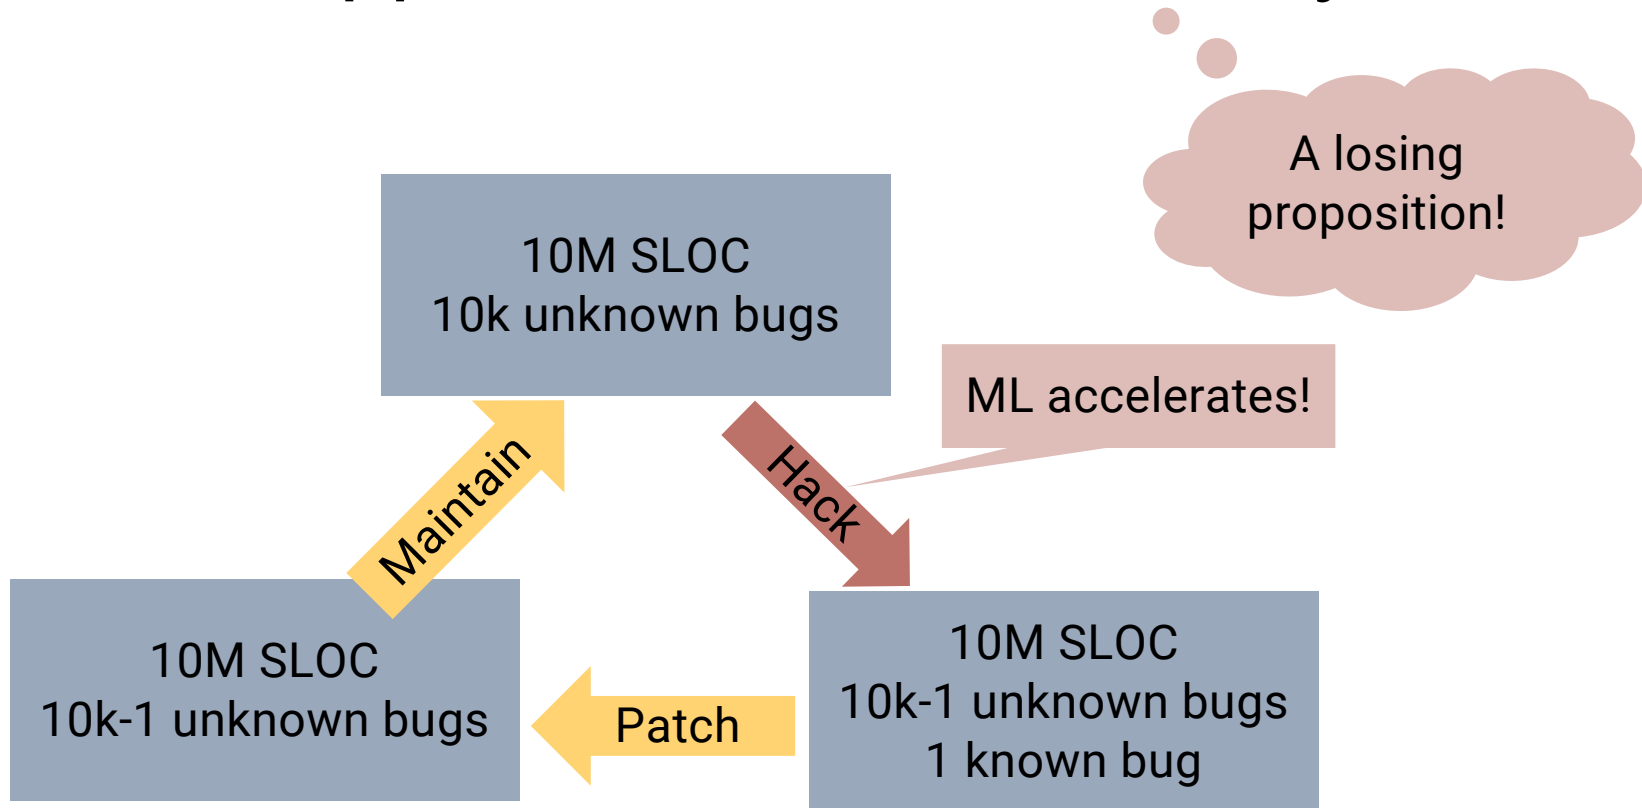 A losing
proposition!
10M SLOC
10k unknown bugs
ML accelerates!
Maintain
Hack
10M SLOC
10k-1 unknown bugs
Patch
10M SLOC
10k-1 unknown bugs
1 known bug